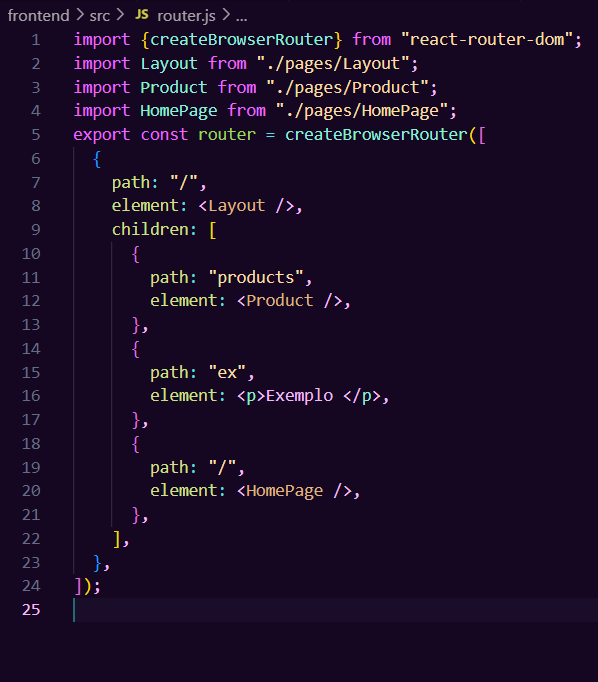 frontend > src > JS router.js > ...
1 import {createBrowserRouter} from "react-router-dom";
2 import Layout from "./pages/Layout";
3 import Product from "./pages/Product";
4 import HomePage from "./pages/HomePage";
5 export const router = createBrowserRouter([
6   {
7     path: "/",
8     element: <Layout />,
9     children: [
10       {
11         path: "products",
12         element: <Product />,
13       },
14       {
15         path: "ex",
16         element: <p>Exemplo </p>,
17       },
18       {
19         path: "/",
20         element: <HomePage />,
21       },
22     ],
23   },
24 ]);
25